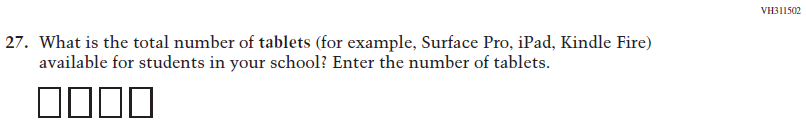 VH311502
27. What is the total number of tablets (for example, Surface Pro, iPad, Kindle Fire)
available for students in your school? Enter the number of tablets.